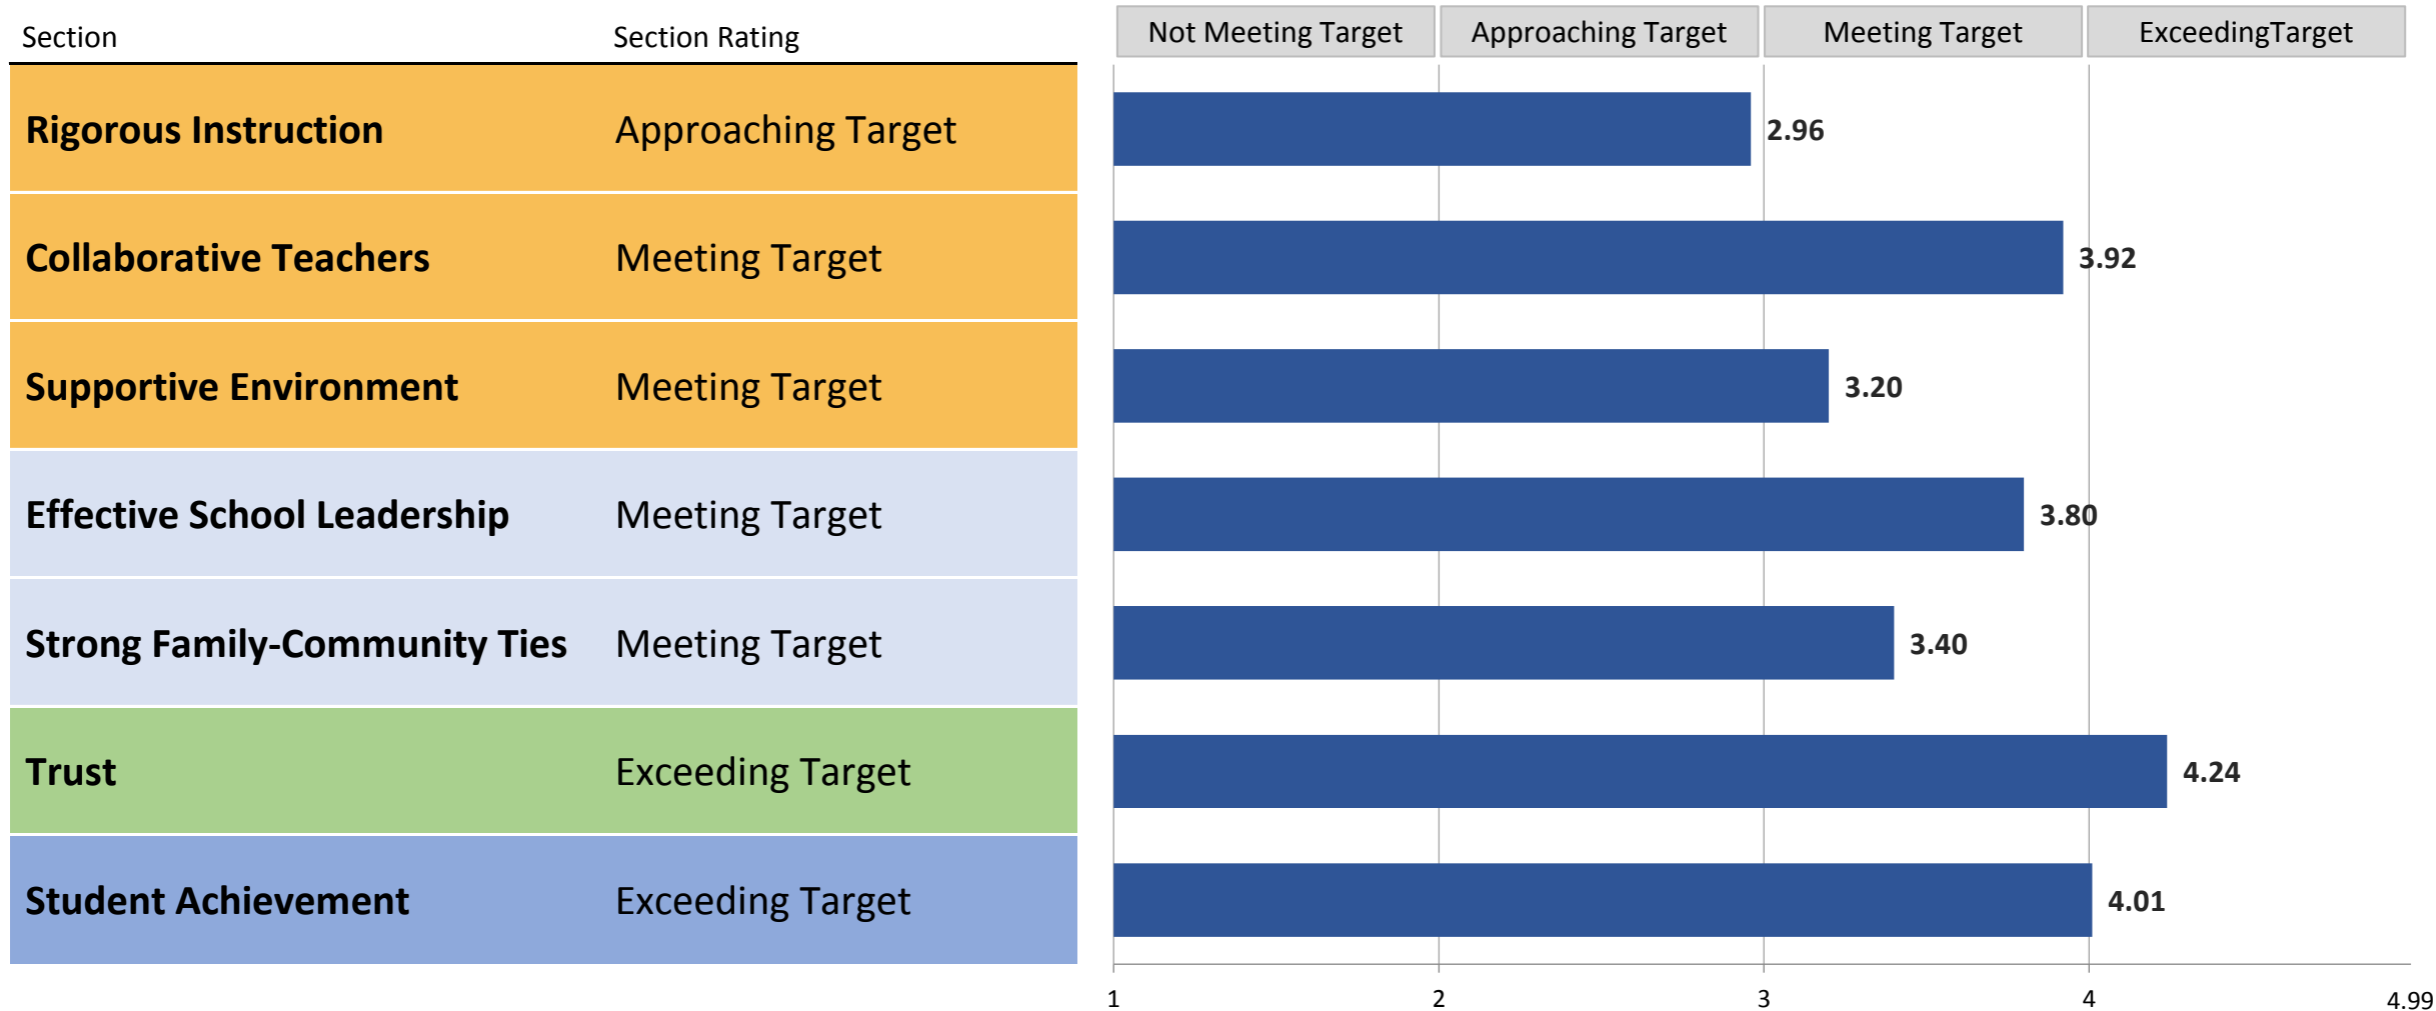 Section Section Rating Not Meeting Target Approaching Target Meeting Target ExceedingTarget
Rigorous Instruction Approaching Target 2.96
Collaborative Teachers Meeting Target 3.92
Supportive Environment Meeting Target 3.20
Effective School Leadership Meeting Target 3.80
Strong Family-Community Ties Meeting Target 3.40
Trust Exceeding Target 4.24
Student Achievement Exceeding Target 4.01
1 2 3 4 4.99